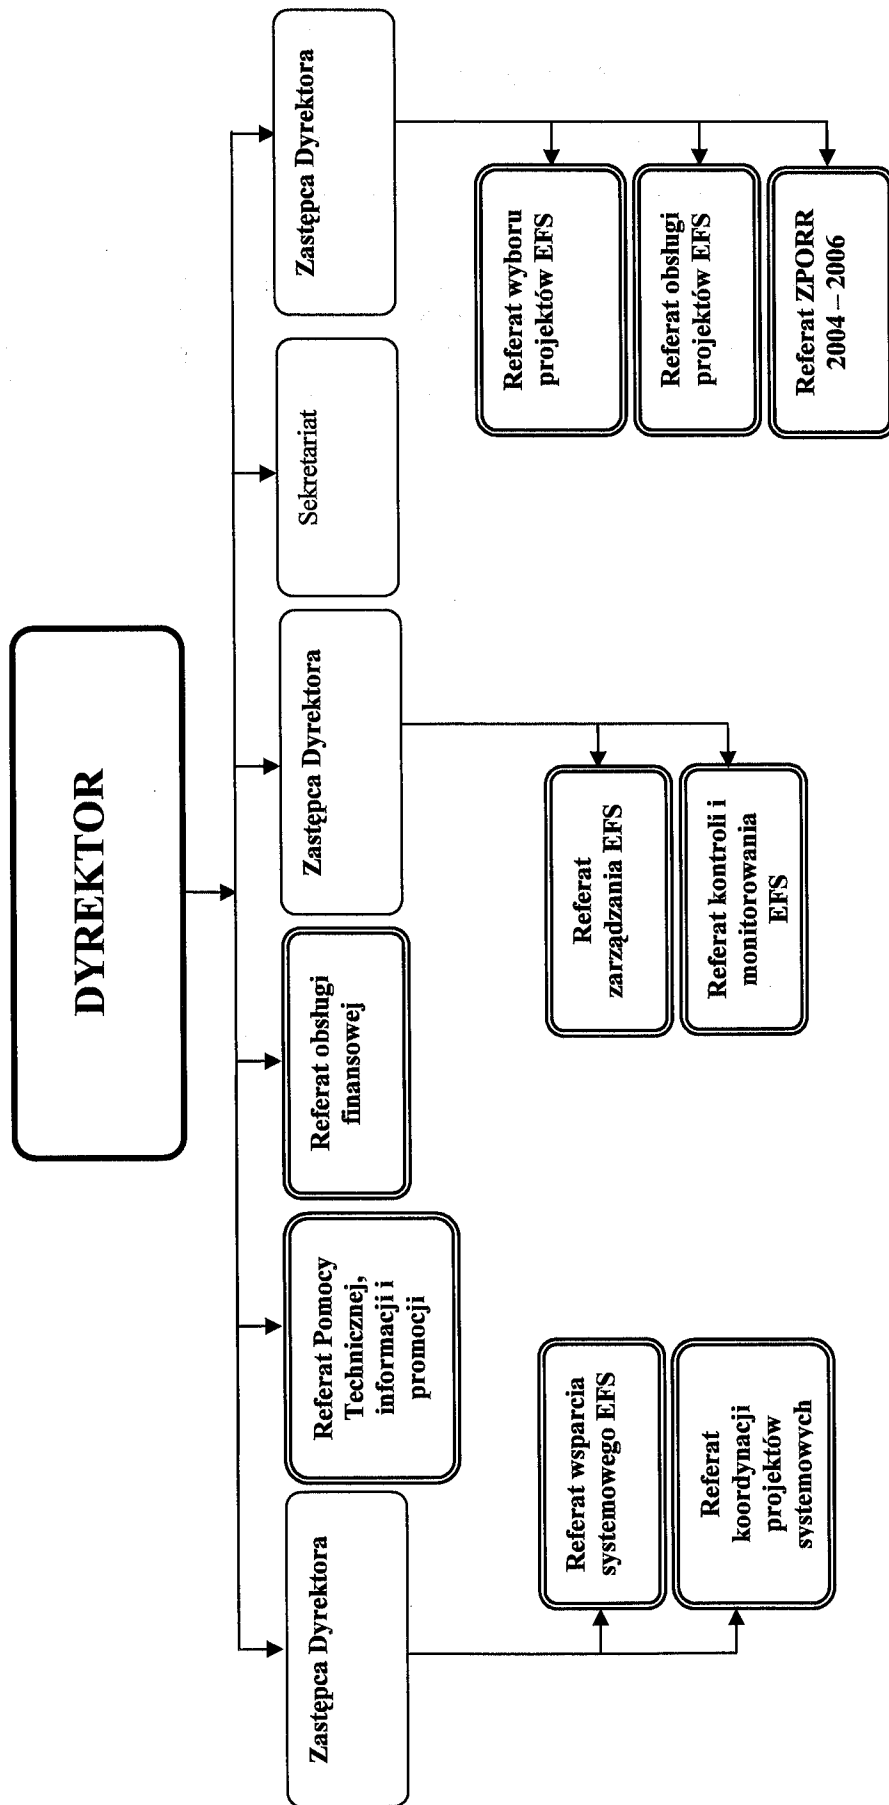 DYREKTOR
Zastępca Dyrektora
Referat Pomocy
Technicznej,
informacji i
promocji
Referat obsługi
finansowej
Zastępca Dyrektora
Sekretariat
Zastępca Dyrektora
Referat wsparcia
systemowego EFS
Referat
koordynacji
projektów
systemowych
Referat
zarządzania EFS
Referat kontroli i
monitorowania
EFS
Referat wyboru
projektów EFS
Referat obsługi
projektów EFS
Referat ZPORR
2004 – 2006